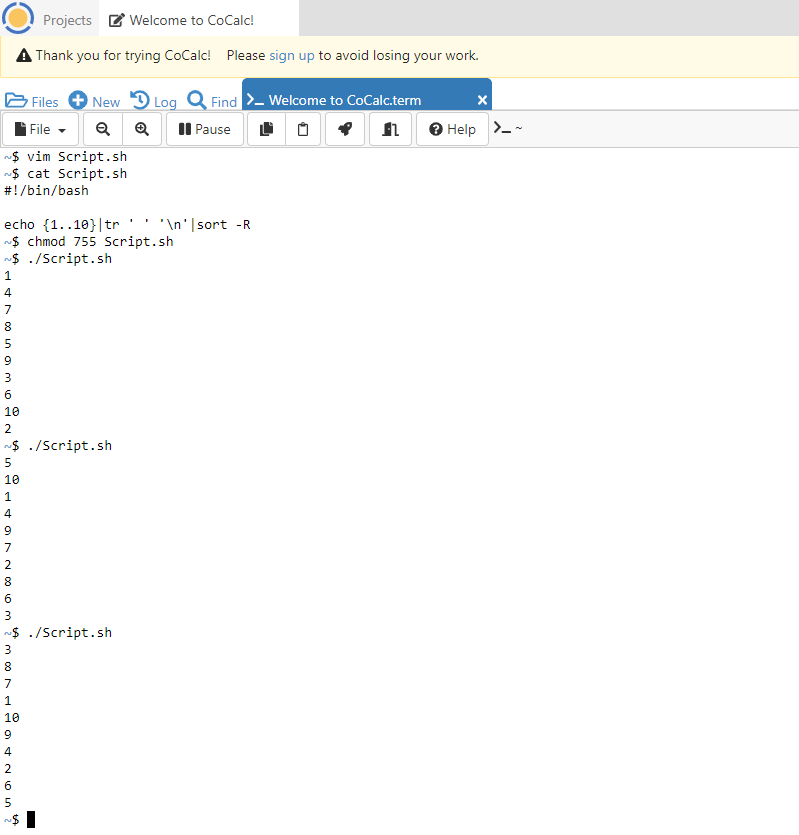 Projects Welcome to CoCalc!
Thank you for trying CoCalc! Please sign up to avoid losing your work.
Files New Log Find >_ Welcome to CoCalc.term ×
File Pause Help >_ ~
~$ vim Script.sh
~$ cat Script.sh
#!/bin/bash
echo {1..10}|tr ' ' '\n'|sort -R
~$ chmod 755 Script.sh
~$ ./Script.sh
1
4
7
8
5
9
3
6
10
2
~$ ./Script.sh
5
10
1
4
9
7
2
8
6
3
~$ ./Script.sh
3
8
7
1
10
9
4
2
6
5
~$